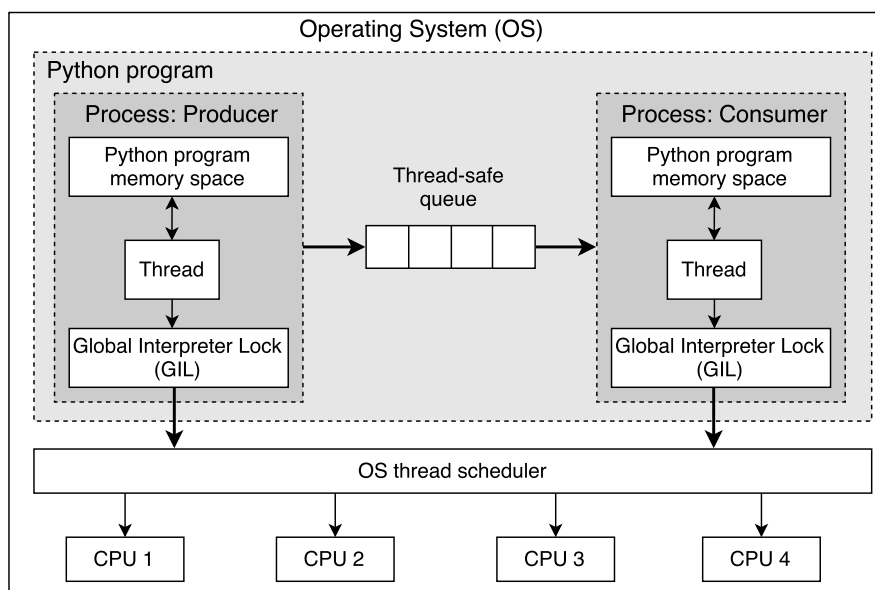 Operating System (OS)
Python program
Process: Producer
Python program
memory space
Thread
Global Interpreter Lock
(GIL)
Thread-safe
queue
Process: Consumer
Python program
memory space
Thread
Global Interpreter Lock
(GIL)
OS thread scheduler
CPU 1
CPU 2
CPU 3
CPU 4